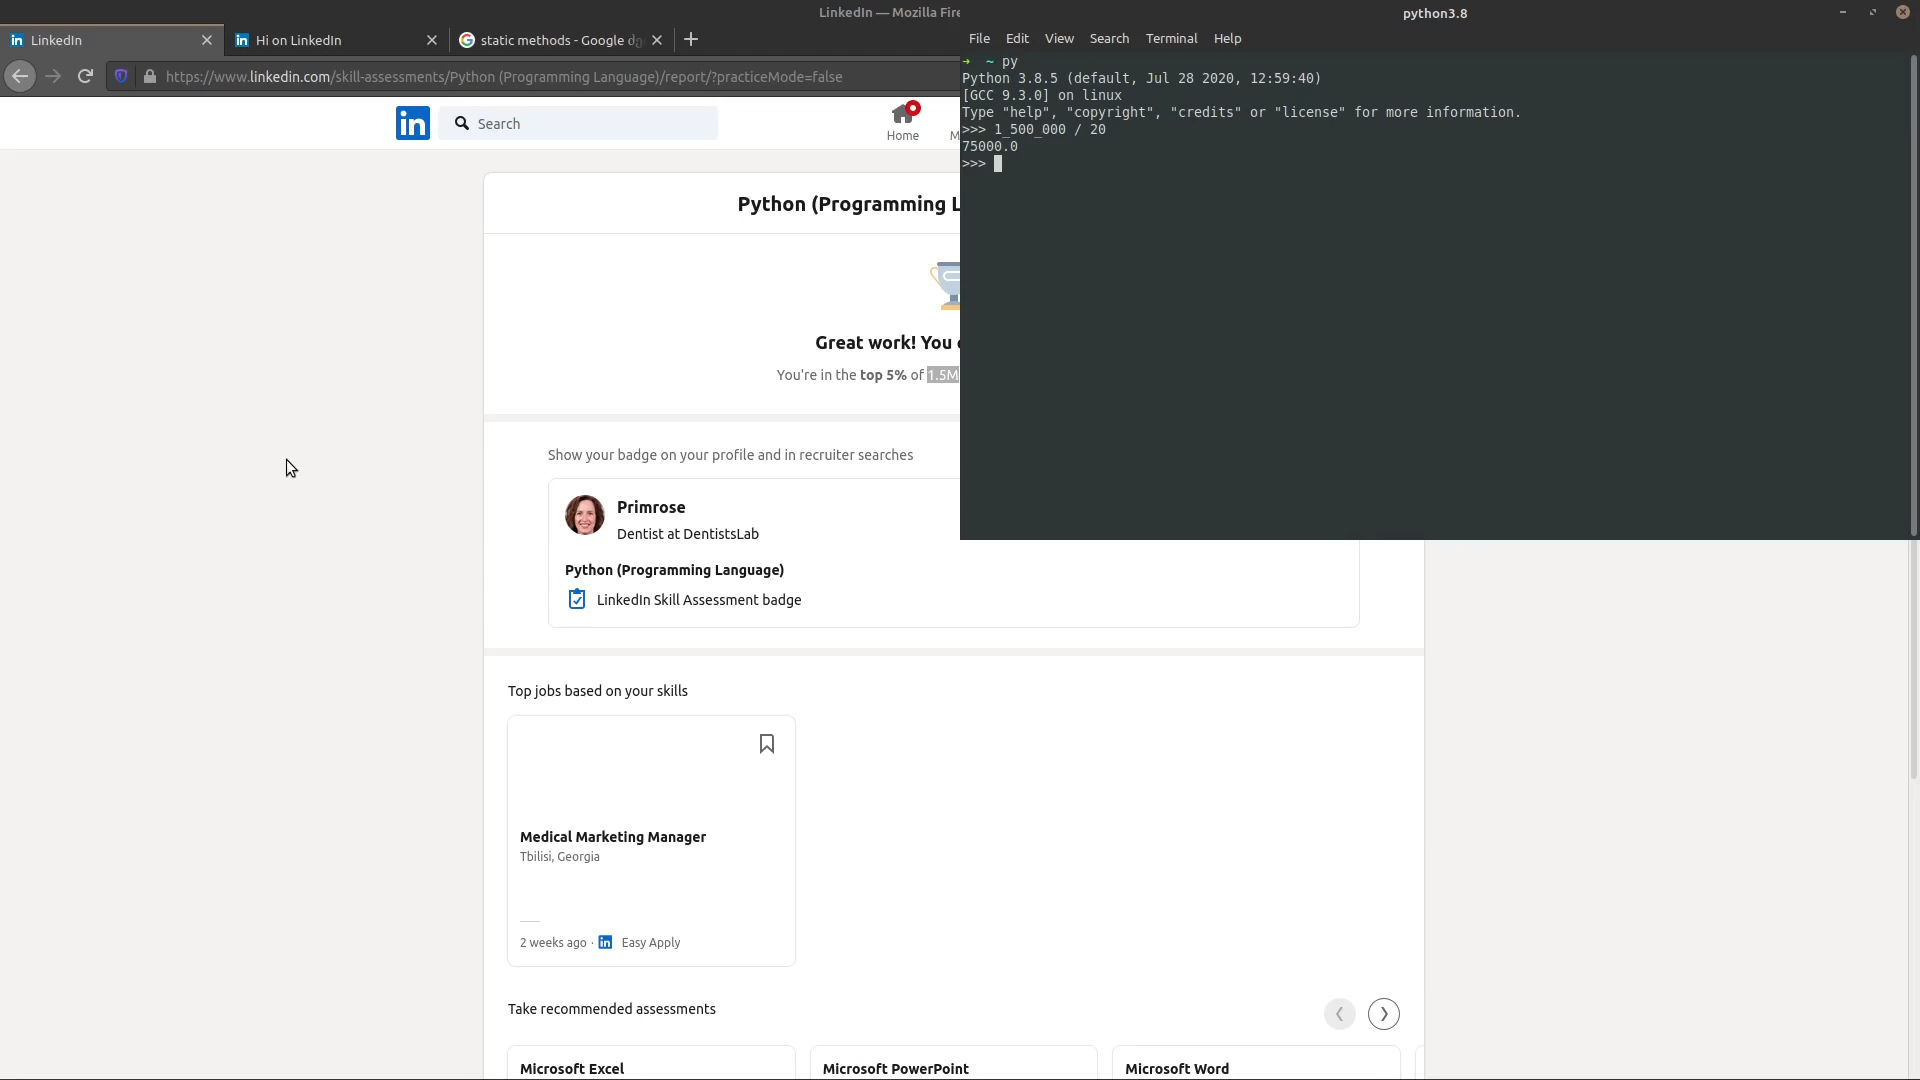 LinkedIn — Mozilla Fire
LinkedIn
Hi on LinkedIn
static methods - Google
https://www.linkedin.com/skill-assessments/Python (Programming Language)/report/?practiceMode=false
in
Search
Home
M
Python (Programming L
Great work! You
You're in the top 5% of 1.5M
Show your badge on your profile and in recruiter searches
Primrose
Dentist at DentistsLab
Python (Programming Language)
LinkedIn Skill Assessment badge
Top jobs based on your skills
Medical Marketing Manager
Tbilisi, Georgia
2 weeks ago · in Easy Apply
Take recommended assessments
Microsoft Excel
Microsoft PowerPoint
Microsoft Word
python3.8
File Edit View Search Terminal Help
➜ ~ py
Python 3.8.5 (default, Jul 28 2020, 12:59:40)
[GCC 9.3.0] on linux
Type "help", "copyright", "credits" or "license" for more information.
>>> 1_500_000 / 20
75000.0
>>>